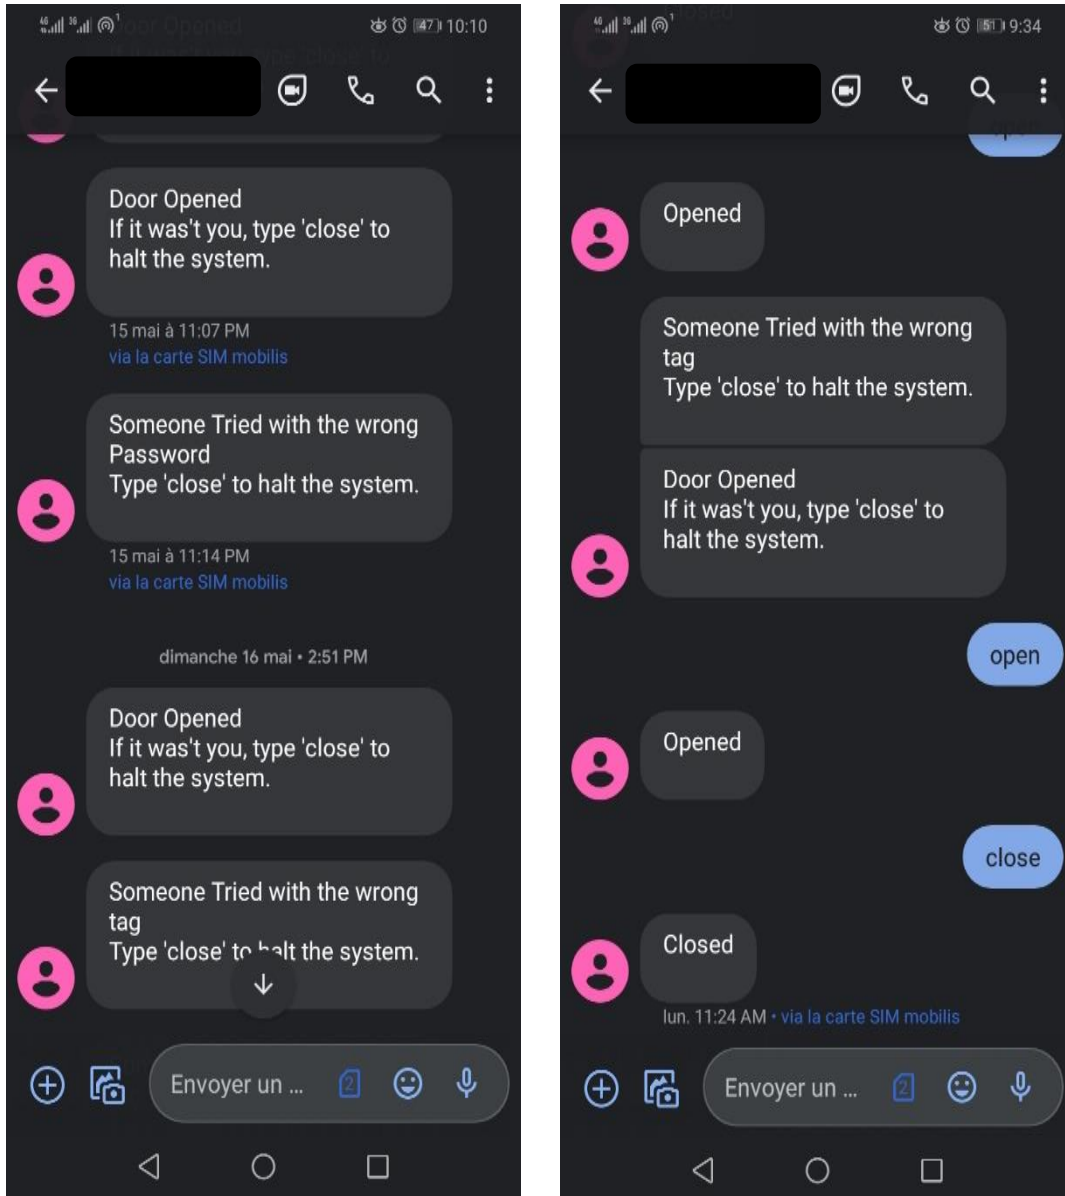 10:10
Door Opened
If it was't you, type 'close' to
halt the system.
15 mai à 11:07 PM
via la carte SIM mobilis
Someone Tried with the wrong
Password
Type 'close' to halt the system.
15 mai à 11:14 PM
via la carte SIM mobilis
dimanche 16 mai • 2:51 PM
Door Opened
If it was't you, type 'close' to
halt the system.
Someone Tried with the wrong
tag
Type 'close' to halt the system.
Envoyer un ... 2
9:34
open
Opened
Someone Tried with the wrong
tag
Type 'close' to halt the system.
Door Opened
If it was't you, type 'close' to
halt the system.
open
Opened
close
Closed
lun. 11:24 AM • via la carte SIM mobilis
Envoyer un ... 2